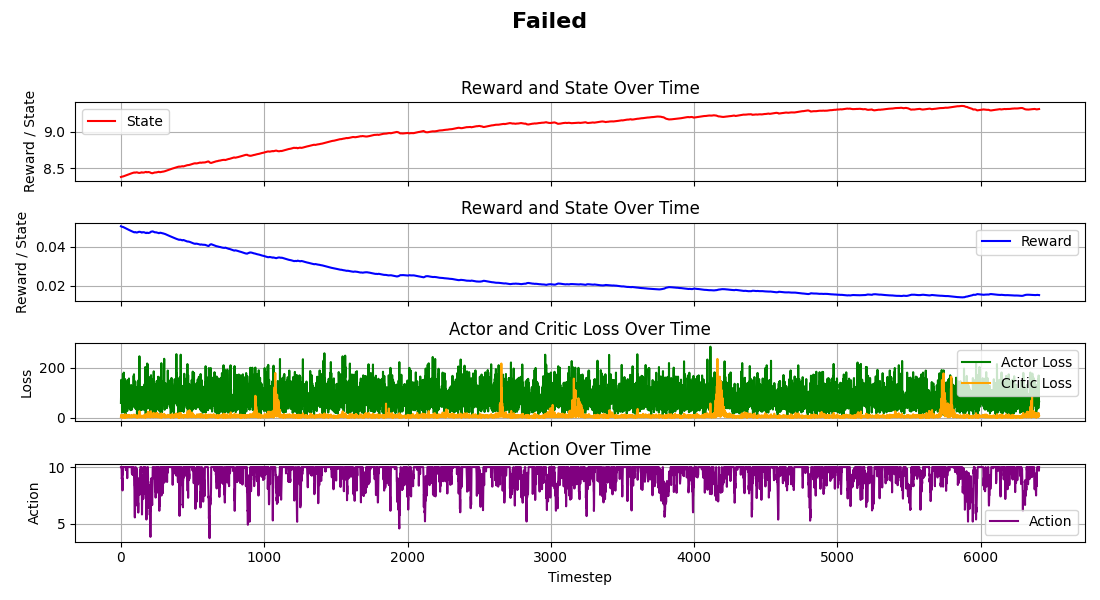 Failed
Reward and State Over Time
Reward / State
9.0
8.5
State
Reward and State Over Time
Reward / State
0.04
0.02
Reward
Actor and Critic Loss Over Time
Loss
200
0
Actor Loss
Critic Loss
Action Over Time
Action
10
5
Action
0 1000 2000 3000 4000 5000 6000
Timestep